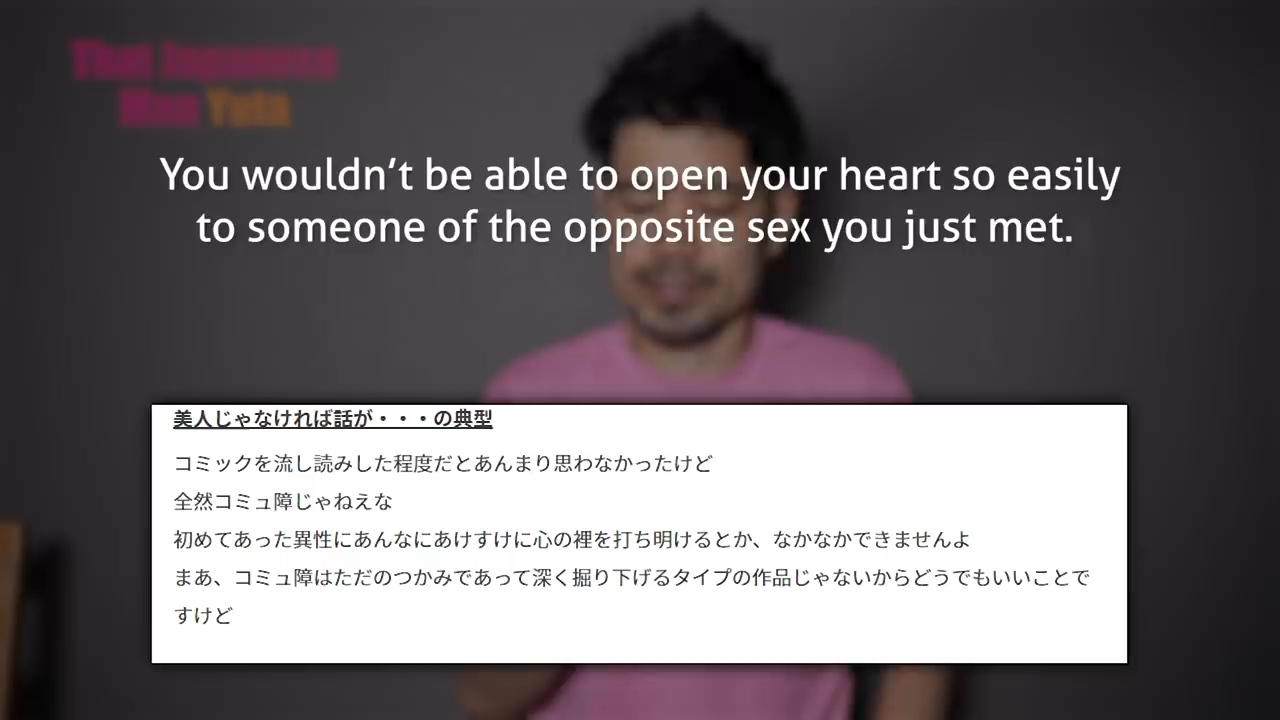 That Japanese
Man Yuta
You wouldn't be able to open your heart so easily
to someone of the opposite sex you just met.
美人じゃなければ話が・・・の典型
コミックを流し読みした程度だとあんまり思わなかったけど
全然コミュ障じゃねえな
初めてあった異性にあんなにあけすけに心の裡を打ち明けるとか、なかなかできませんよ
まあ、コミュ障はただのつかみであって深く掘り下げるタイプの作品じゃないからどうでもいいことで
すけど